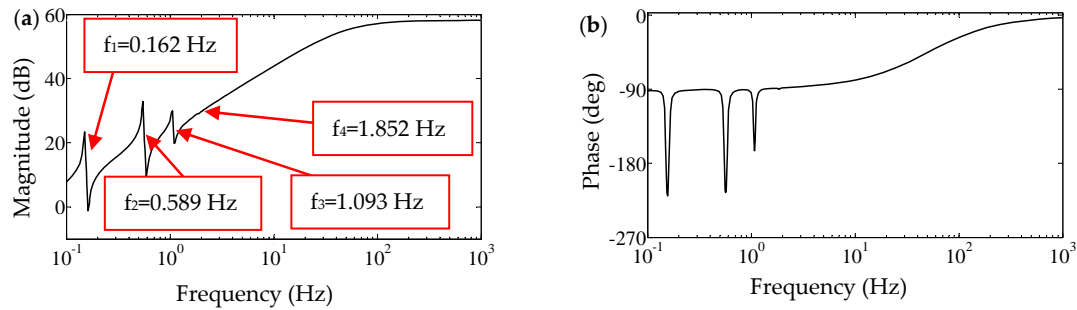 (a)
Magnitude (dB)
60
40
20
0
f₁=0.162 Hz
f₄=1.852 Hz
f₂=0.589 Hz
f₃=1.093 Hz
10⁻¹ 10⁰ 10¹ 10² 10³
Frequency (Hz)
(b)
Phase (deg)
0
-90
-180
-270
10⁻¹ 10⁰ 10¹ 10² 10³
Frequency (Hz)